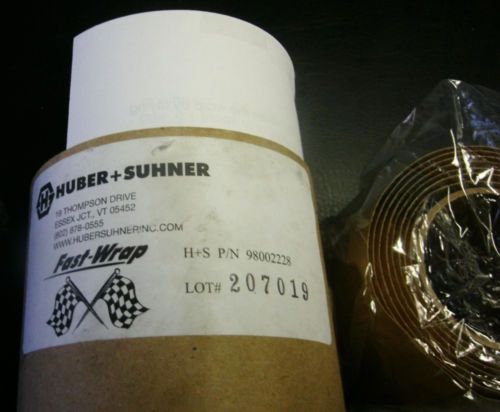 H+S HUBER+SUHNER
19 THOMPSON DRIVE
ESSEX JCT., VT 05452
(802) 878-0555
WWW.HUBERSUHNERINC.COM
Fast-Wrap
H+S P/N 98002228
LOT# 207019